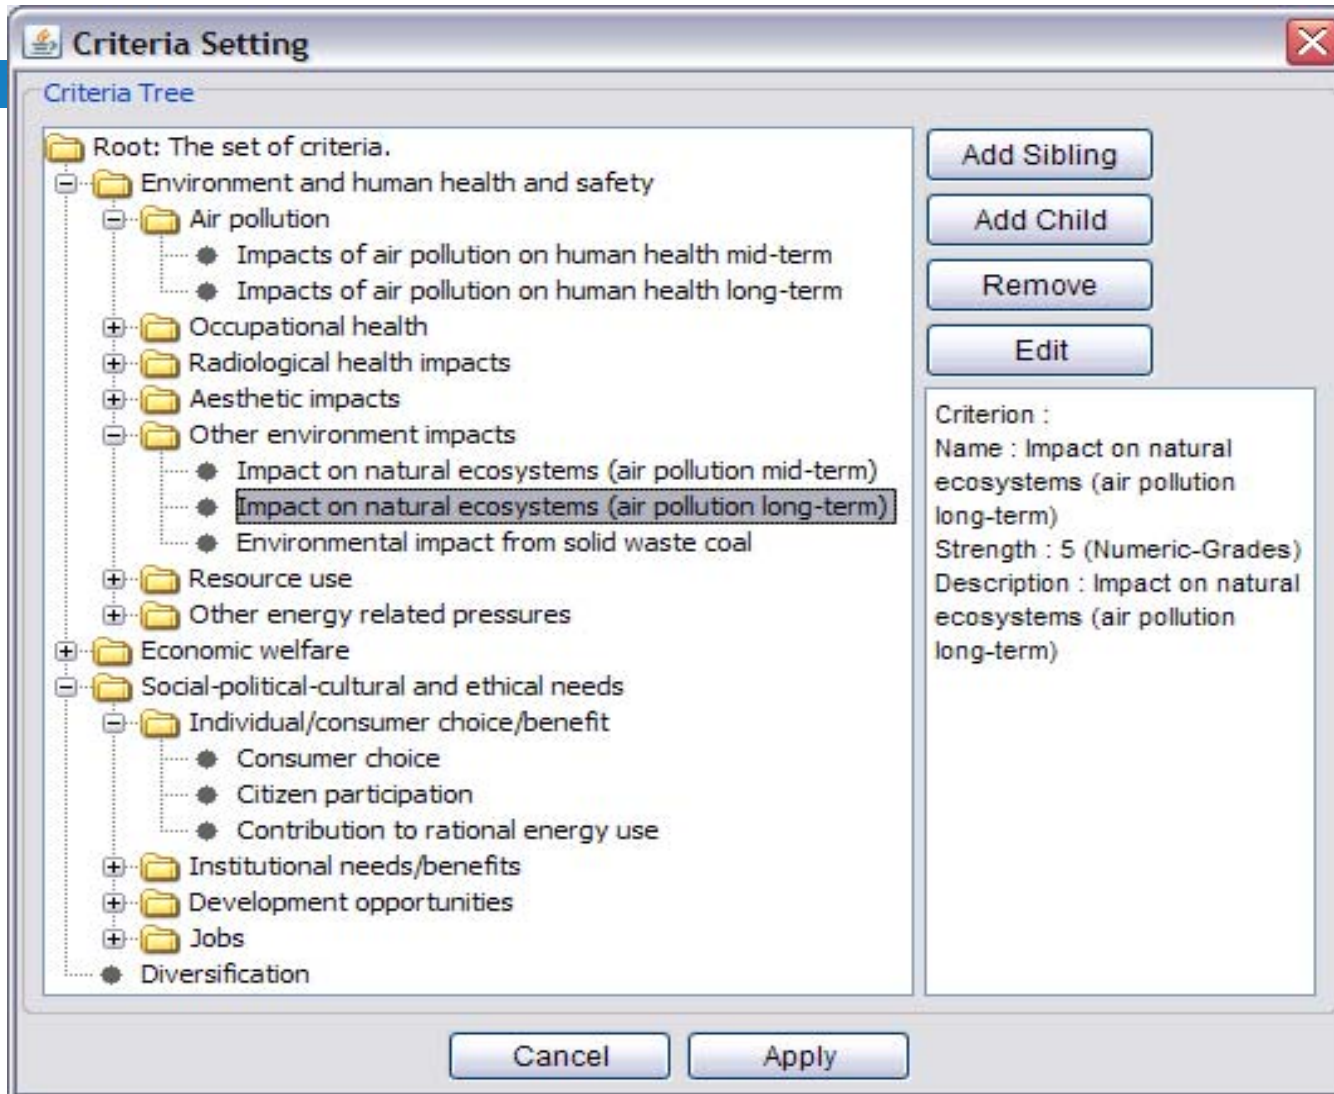 Criteria Setting
Criteria Tree
Root: The set of criteria.
Environment and human health and safety
Air pollution
Impacts of air pollution on human health mid-term
Impacts of air pollution on human health long-term
Occupational health
Radiological health impacts
Aesthetic impacts
Other environment impacts
Impact on natural ecosystems (air pollution mid-term)
Impact on natural ecosystems (air pollution long-term)
Environmental impact from solid waste coal
Resource use
Other energy related pressures
Economic welfare
Social-political-cultural and ethical needs
Individual/consumer choice/benefit
Consumer choice
Citizen participation
Contribution to rational energy use
Institutional needs/benefits
Development opportunities
Jobs
Diversification
Add Sibling
Add Child
Remove
Edit
Criterion :
Name : Impact on natural
ecosystems (air pollution
long-term)
Strength : 5 (Numeric-Grades)
Description : Impact on natural
ecosystems (air pollution
long-term)
Cancel
Apply